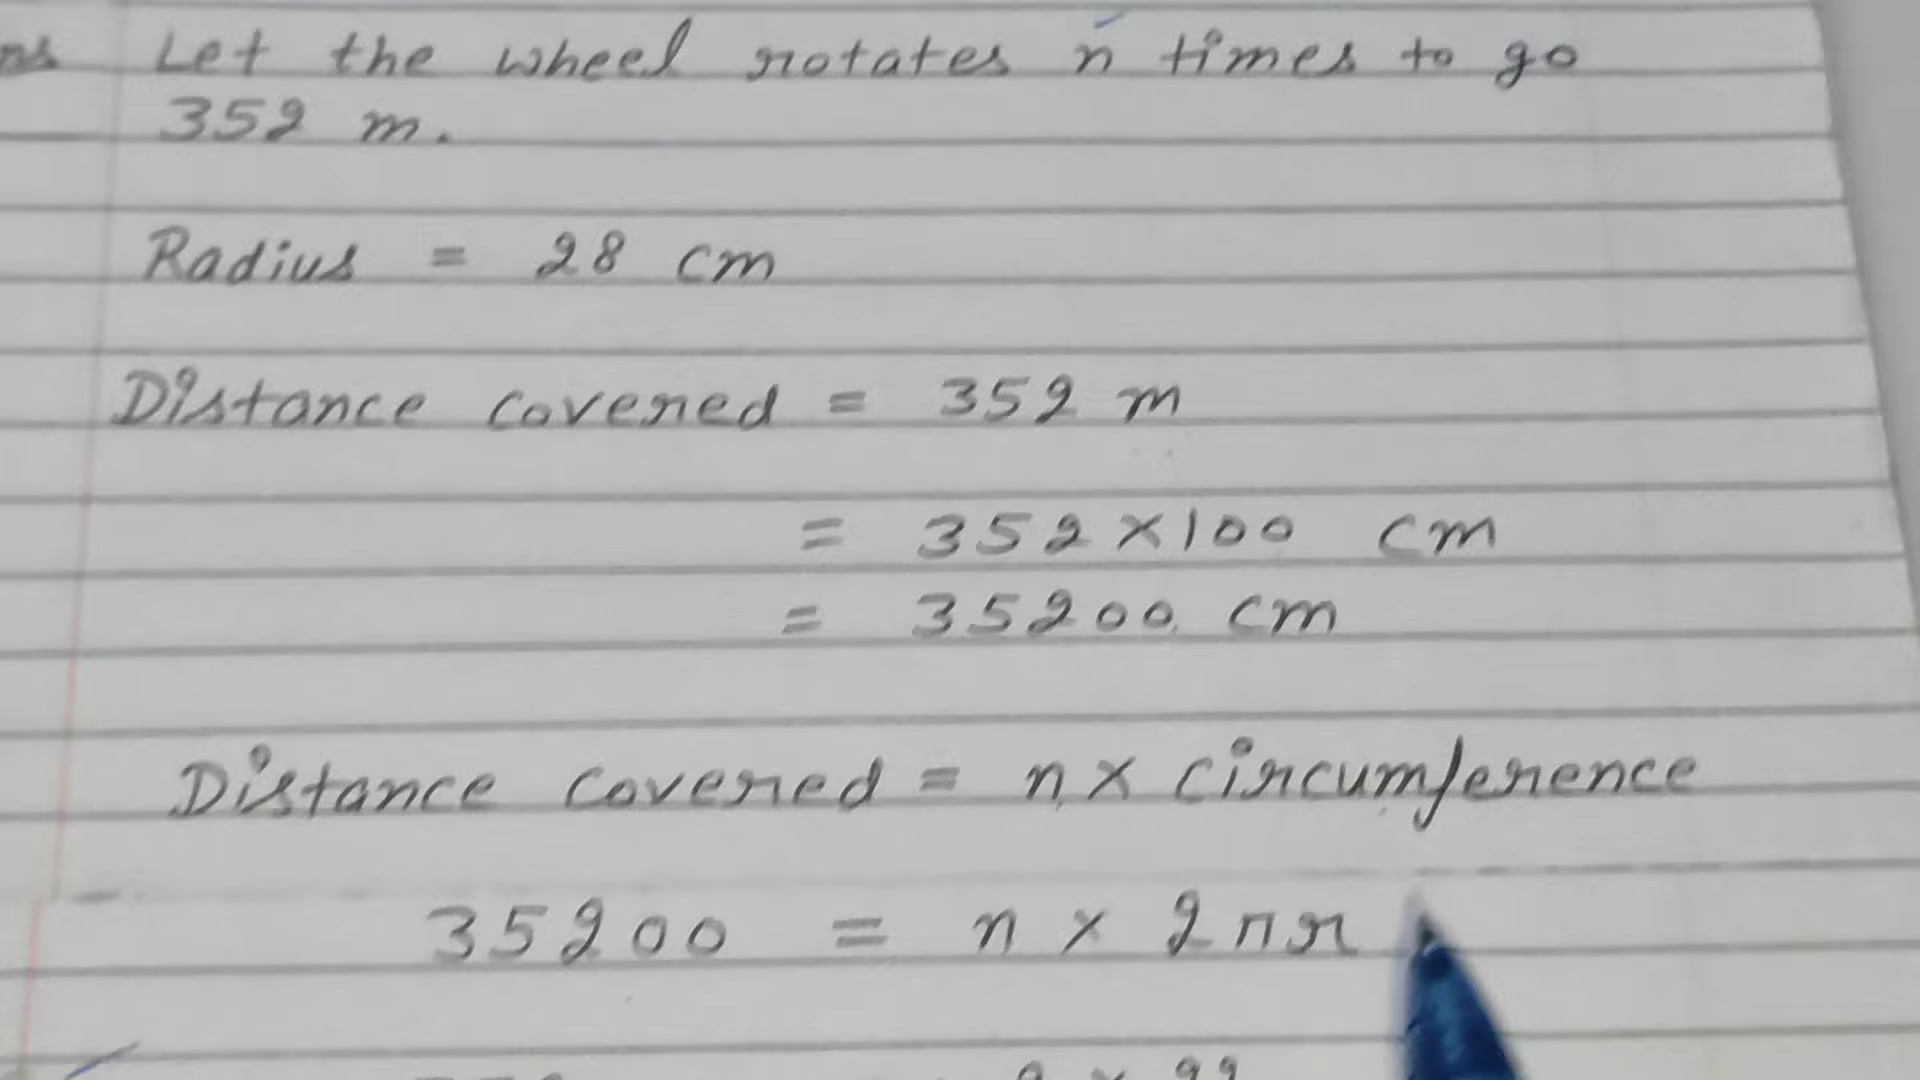 Let the wheel rotates n times to go
352 m.
Radius = 28 cm
Distance covered = 352 m
= 352 × 100 cm
= 35200 cm
Distance covered = n × circumference
35200 = n × 2πr